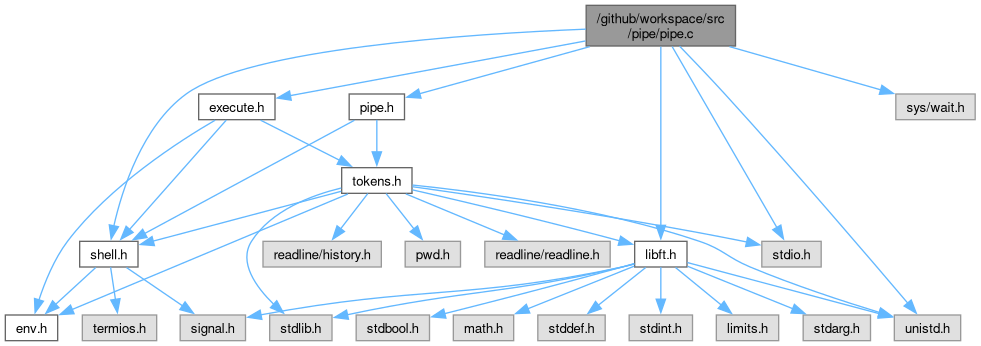 /github/workspace/src
/pipe/pipe.c
execute.h
pipe.h
sys/wait.h
tokens.h
shell.h
readline/history.h
pwd.h
readline/readline.h
libft.h
stdio.h
env.h
termios.h
signal.h
stdlib.h
stdbool.h
math.h
stddef.h
stdint.h
limits.h
stdarg.h
unistd.h